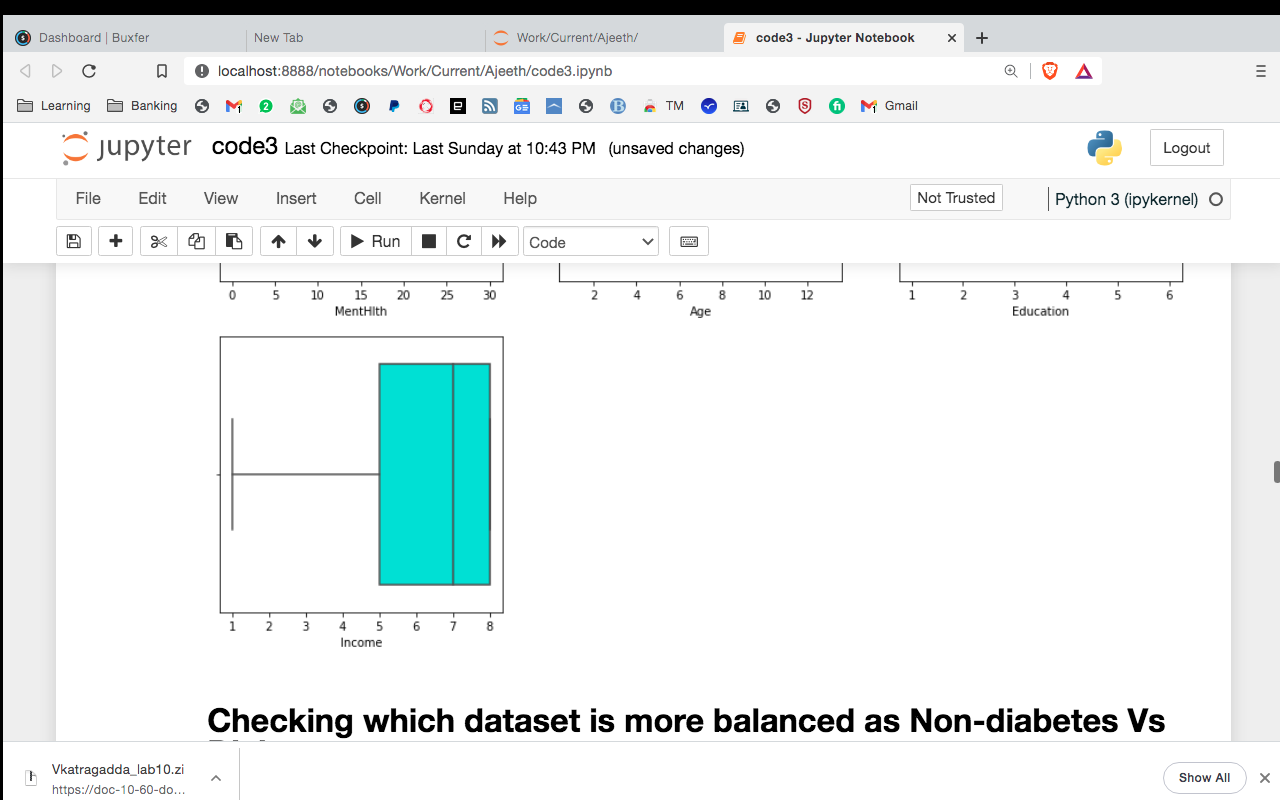 Dashboard | Buxfer
New Tab
Work/Current/Ajeeth/
code3 - Jupyter Notebook
localhost:8888/notebooks/Work/Current/Ajeeth/code3.ipynb
Learning
Banking
TM
Gmail
jupyter code3 Last Checkpoint: Last Sunday at 10:43 PM (unsaved changes)
Logout
File Edit View Insert Cell Kernel Help
Not Trusted
Python 3 (ipykernel)
Run
Code
0 5 10 15 20 25 30
MentHlth
2 4 6 8 10 12
Age
1 2 3 4 5 6
Education
1 2 3 4 5 6 7 8
Income
Checking which dataset is more balanced as Non-diabetes Vs
Vkatragadda_lab10.zi
https://doc-10-60-do...
Show All